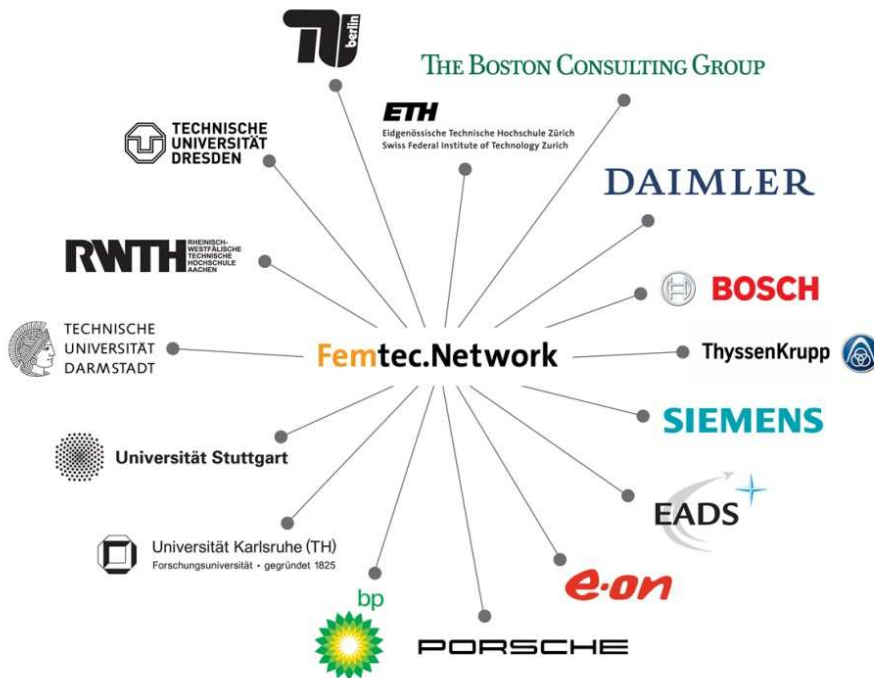 TU berlin
THE BOSTON CONSULTING GROUP
ETH
Eidgenössische Technische Hochschule Zürich
Swiss Federal Institute of Technology Zurich
TECHNISCHE
UNIVERSITÄT
DRESDEN
DAIMLER
RWTH
RHEINISCH-
WESTFÄLISCHE
TECHNISCHE
HOCHSCHULE
AACHEN
BOSCH
TECHNISCHE
UNIVERSITÄT
DARMSTADT
Femtec.Network
ThyssenKrupp
SIEMENS
Universität Stuttgart
EADS
Universität Karlsruhe (TH)
Forschungsuniversität • gegründet 1825
e·on
bp
PORSCHE